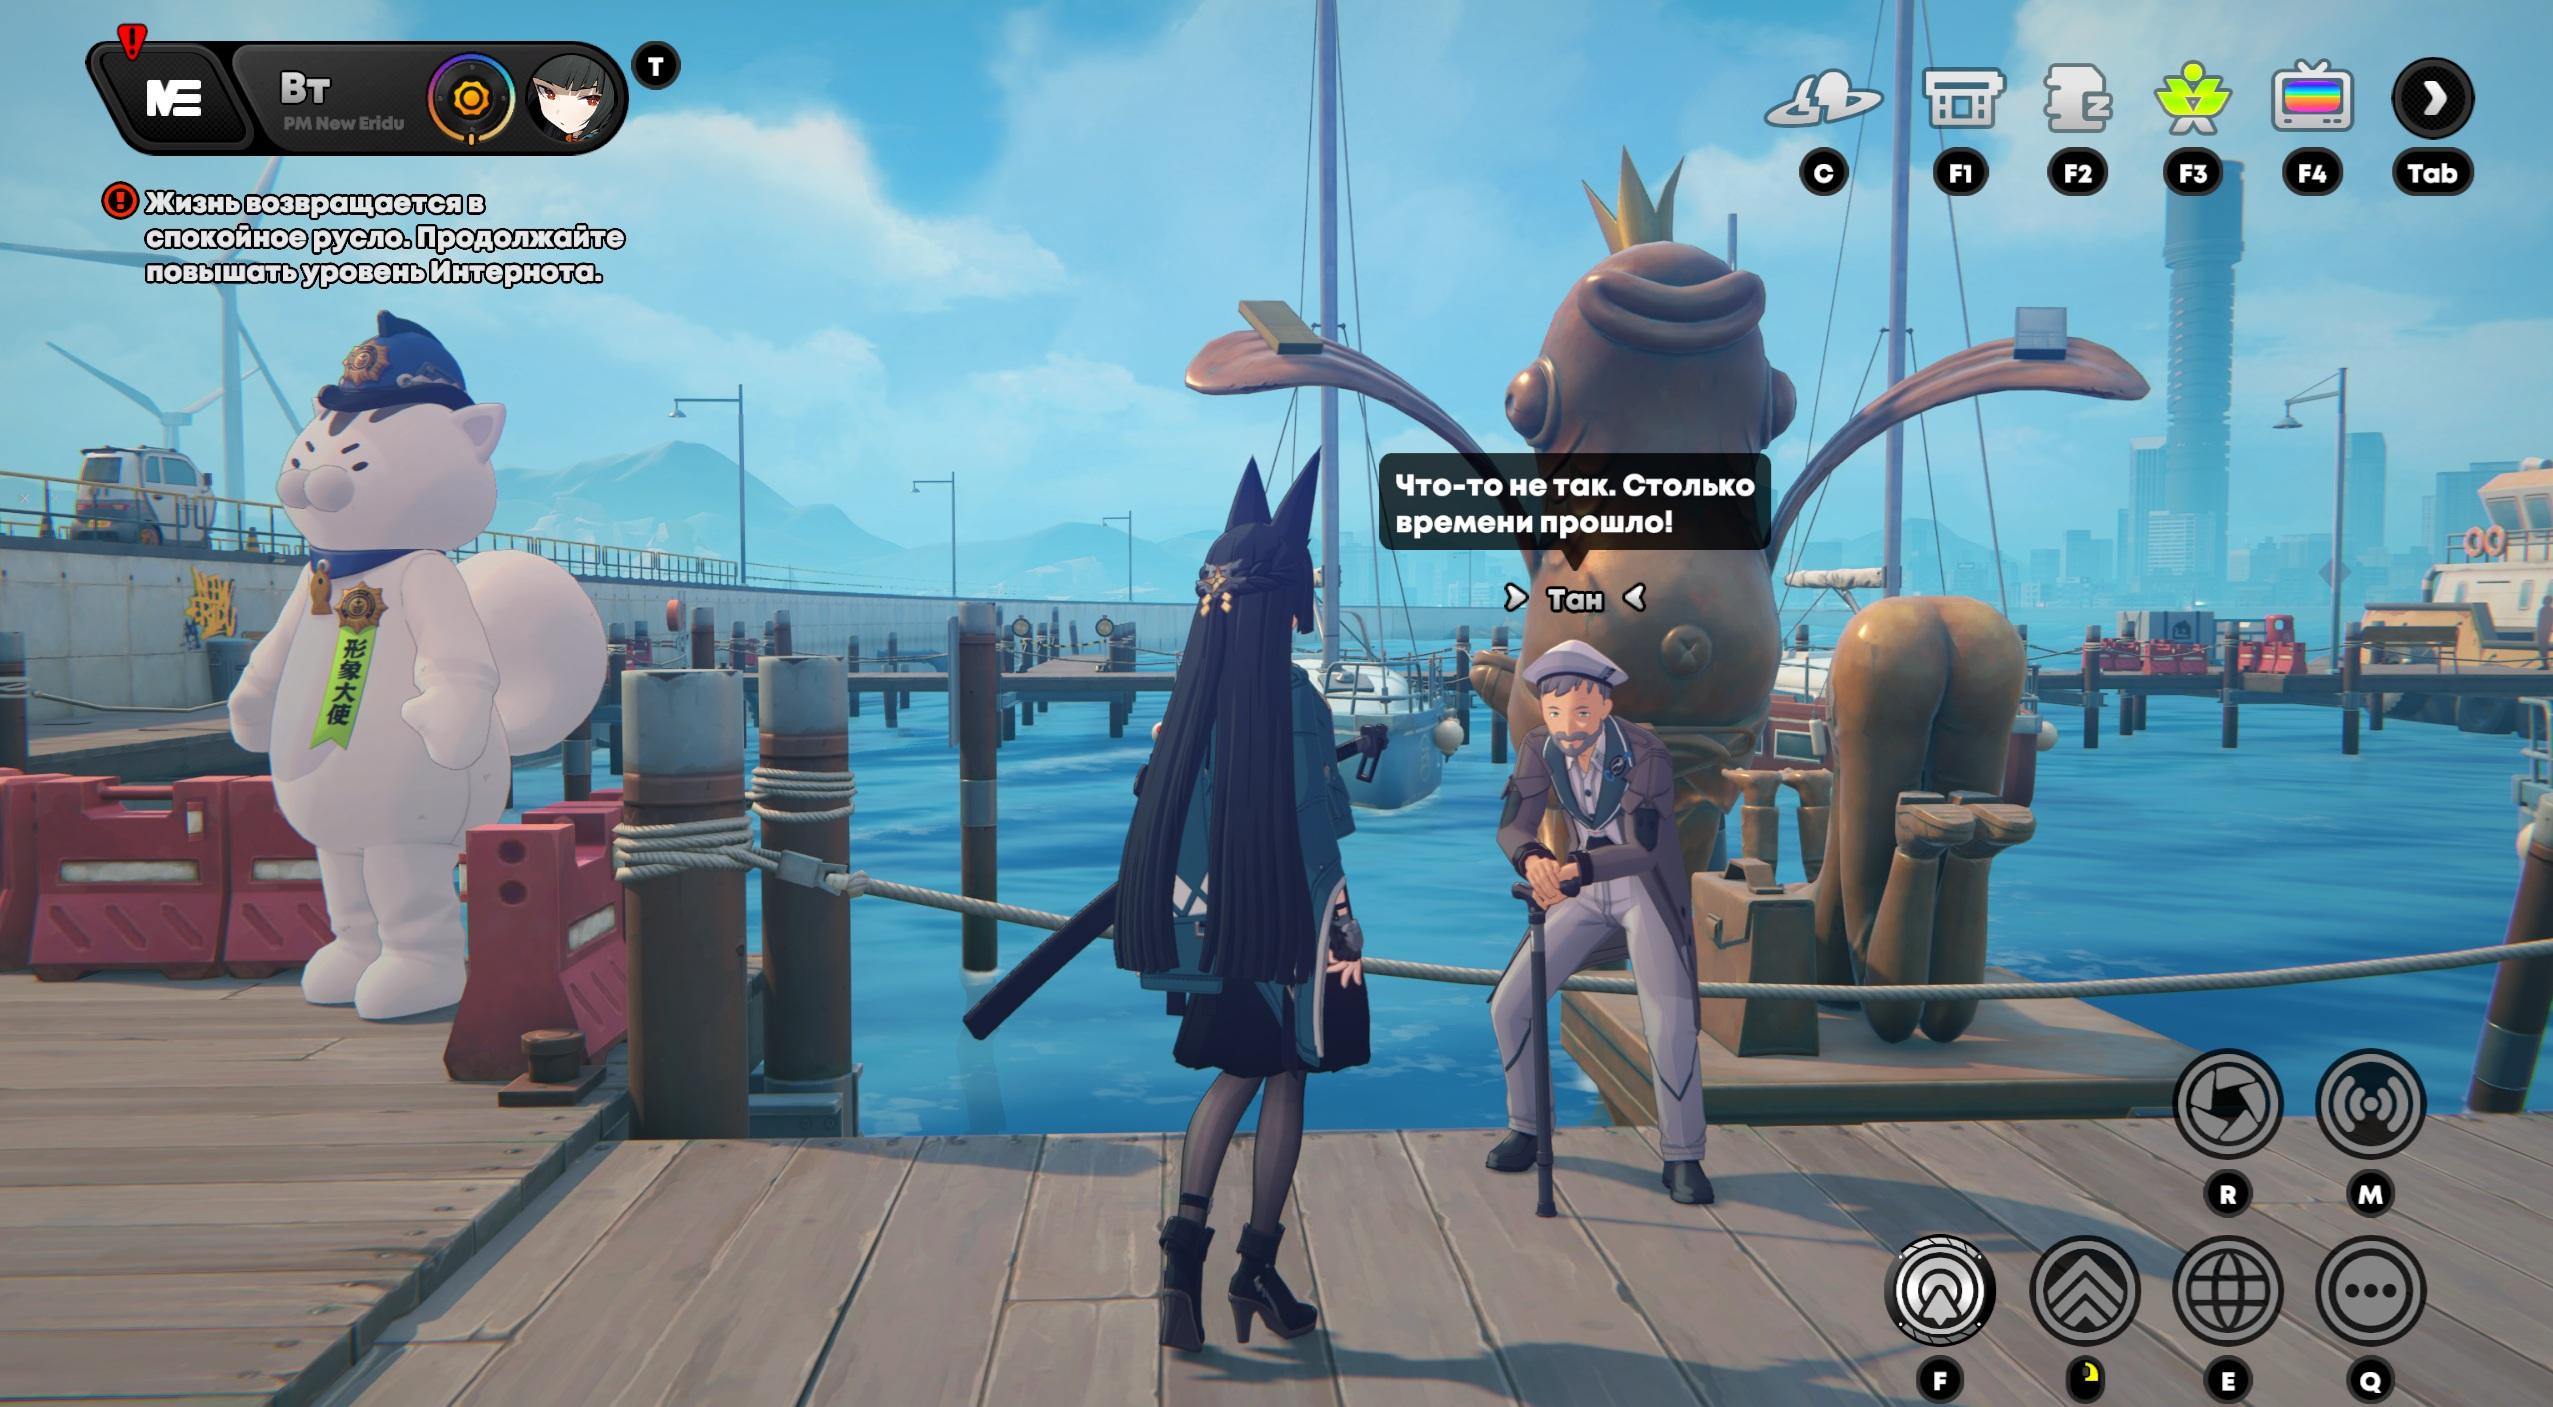 Вт
PM New Eridu
T
C
F1
F2
F3
F4
Tab
Жизнь возвращается в
спокойное русло. Продолжайте
повышать уровень Интернота.
Что-то не так. Столько
времени прошло!
Тан
形象大使
R
M
F
E
Q